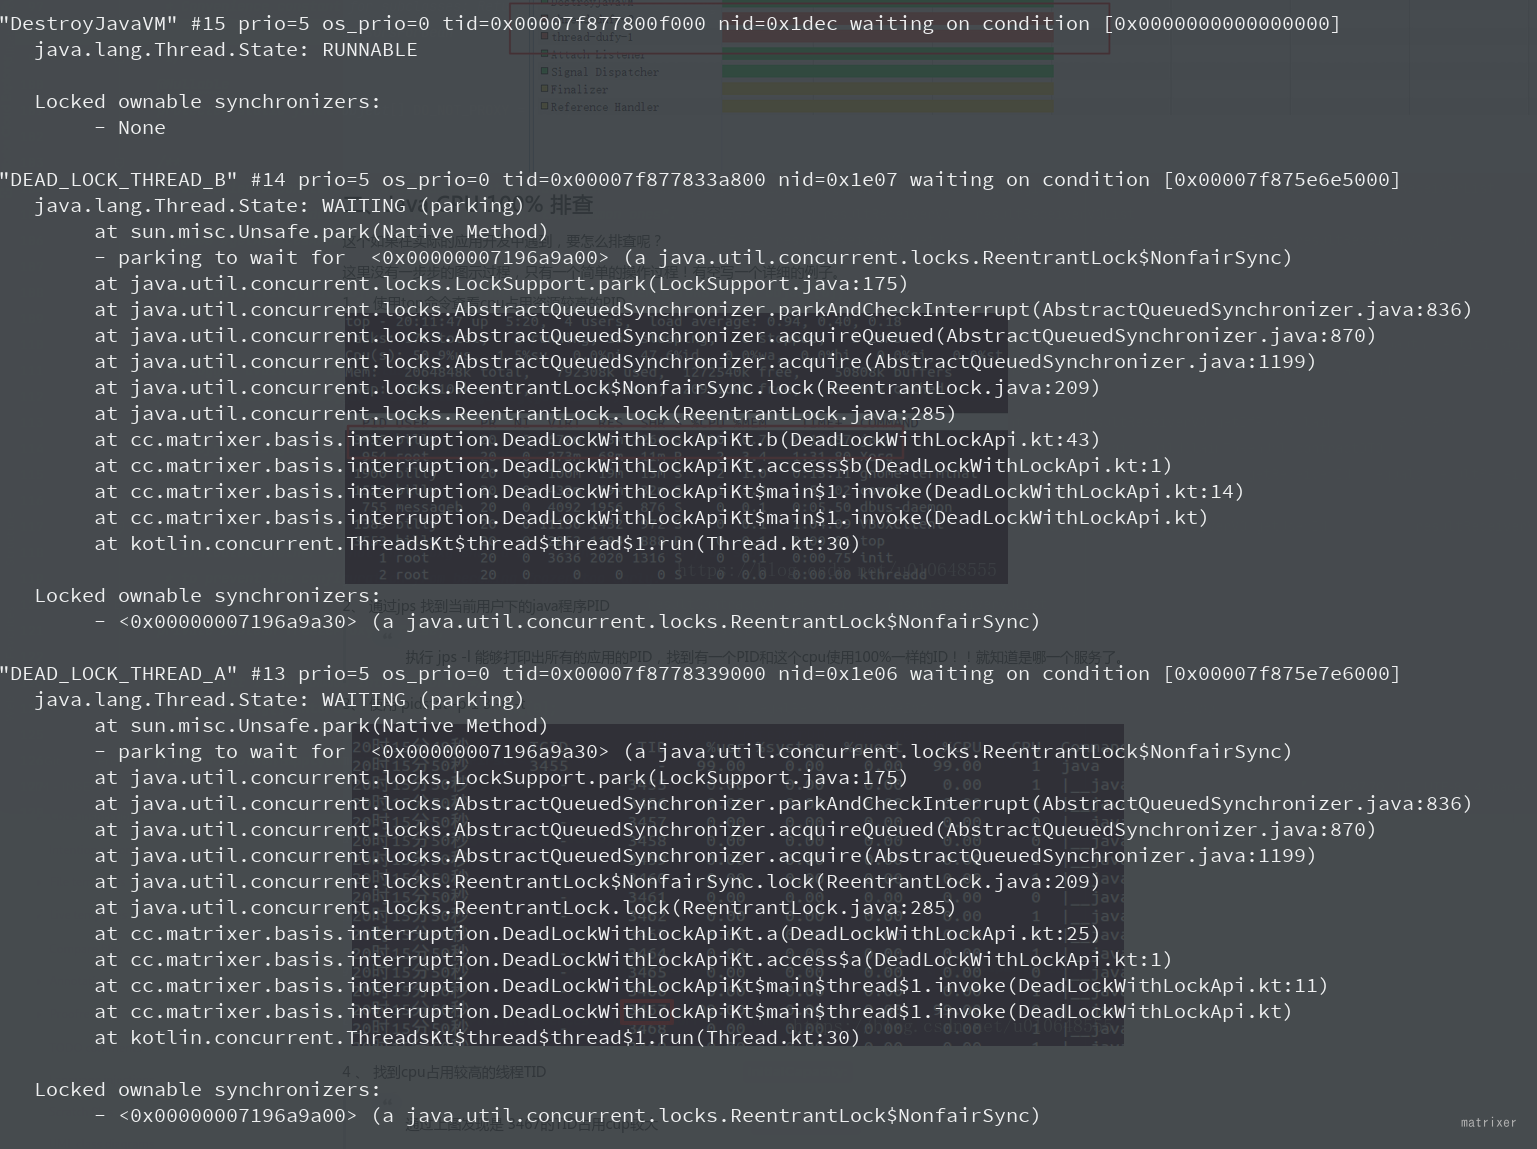 "DestroyJavaVM" #15 prio=5 os_prio=0 tid=0x00007f877800f000 nid=0x1dec waiting on condition [0x0000000000000000]
java.lang.Thread.State: RUNNABLE
Locked ownable synchronizers:
- None
"DEAD_LOCK_THREAD_B" #14 prio=5 os_prio=0 tid=0x00007f877833a800 nid=0x1e07 waiting on condition [0x00007f875e6e5000]
java.lang.Thread.State: WAITING (parking)
at sun.misc.Unsafe.park(Native Method)
- parking to wait for  <0x00000007196a9a00> (a java.util.concurrent.locks.ReentrantLock$NonfairSync)
at java.util.concurrent.locks.LockSupport.park(LockSupport.java:175)
at java.util.concurrent.locks.AbstractQueuedSynchronizer.parkAndCheckInterrupt(AbstractQueuedSynchronizer.java:836)
at java.util.concurrent.locks.AbstractQueuedSynchronizer.acquireQueued(AbstractQueuedSynchronizer.java:870)
at java.util.concurrent.locks.AbstractQueuedSynchronizer.acquire(AbstractQueuedSynchronizer.java:1199)
at java.util.concurrent.locks.ReentrantLock$NonfairSync.lock(ReentrantLock.java:209)
at java.util.concurrent.locks.ReentrantLock.lock(ReentrantLock.java:285)
at cc.matrixer.basis.interruption.DeadLockWithLockApiKt.b(DeadLockWithLockApi.kt:43)
at cc.matrixer.basis.interruption.DeadLockWithLockApiKt.access$b(DeadLockWithLockApi.kt:1)
at cc.matrixer.basis.interruption.DeadLockWithLockApiKt$main$1.invoke(DeadLockWithLockApi.kt:14)
at cc.matrixer.basis.interruption.DeadLockWithLockApiKt$main$1.invoke(DeadLockWithLockApi.kt)
at kotlin.concurrent.ThreadsKt$thread$thread$1.run(Thread.kt:30)
Locked ownable synchronizers:
- <0x00000007196a9a30> (a java.util.concurrent.locks.ReentrantLock$NonfairSync)
"DEAD_LOCK_THREAD_A" #13 prio=5 os_prio=0 tid=0x00007f8778339000 nid=0x1e06 waiting on condition [0x00007f875e7e6000]
java.lang.Thread.State: WAITING (parking)
at sun.misc.Unsafe.park(Native Method)
- parking to wait for  <0x00000007196a9a30> (a java.util.concurrent.locks.ReentrantLock$NonfairSync)
at java.util.concurrent.locks.LockSupport.park(LockSupport.java:175)
at java.util.concurrent.locks.AbstractQueuedSynchronizer.parkAndCheckInterrupt(AbstractQueuedSynchronizer.java:836)
at java.util.concurrent.locks.AbstractQueuedSynchronizer.acquireQueued(AbstractQueuedSynchronizer.java:870)
at java.util.concurrent.locks.AbstractQueuedSynchronizer.acquire(AbstractQueuedSynchronizer.java:1199)
at java.util.concurrent.locks.ReentrantLock$NonfairSync.lock(ReentrantLock.java:209)
at java.util.concurrent.locks.ReentrantLock.lock(ReentrantLock.java:285)
at cc.matrixer.basis.interruption.DeadLockWithLockApiKt.a(DeadLockWithLockApi.kt:25)
at cc.matrixer.basis.interruption.DeadLockWithLockApiKt.access$a(DeadLockWithLockApi.kt:1)
at cc.matrixer.basis.interruption.DeadLockWithLockApiKt$main$thread$1.invoke(DeadLockWithLockApi.kt:11)
at cc.matrixer.basis.interruption.DeadLockWithLockApiKt$main$thread$1.invoke(DeadLockWithLockApi.kt)
at kotlin.concurrent.ThreadsKt$thread$thread$1.run(Thread.kt:30)
Locked ownable synchronizers:
- <0x00000007196a9a00> (a java.util.concurrent.locks.ReentrantLock$NonfairSync)
matrixer